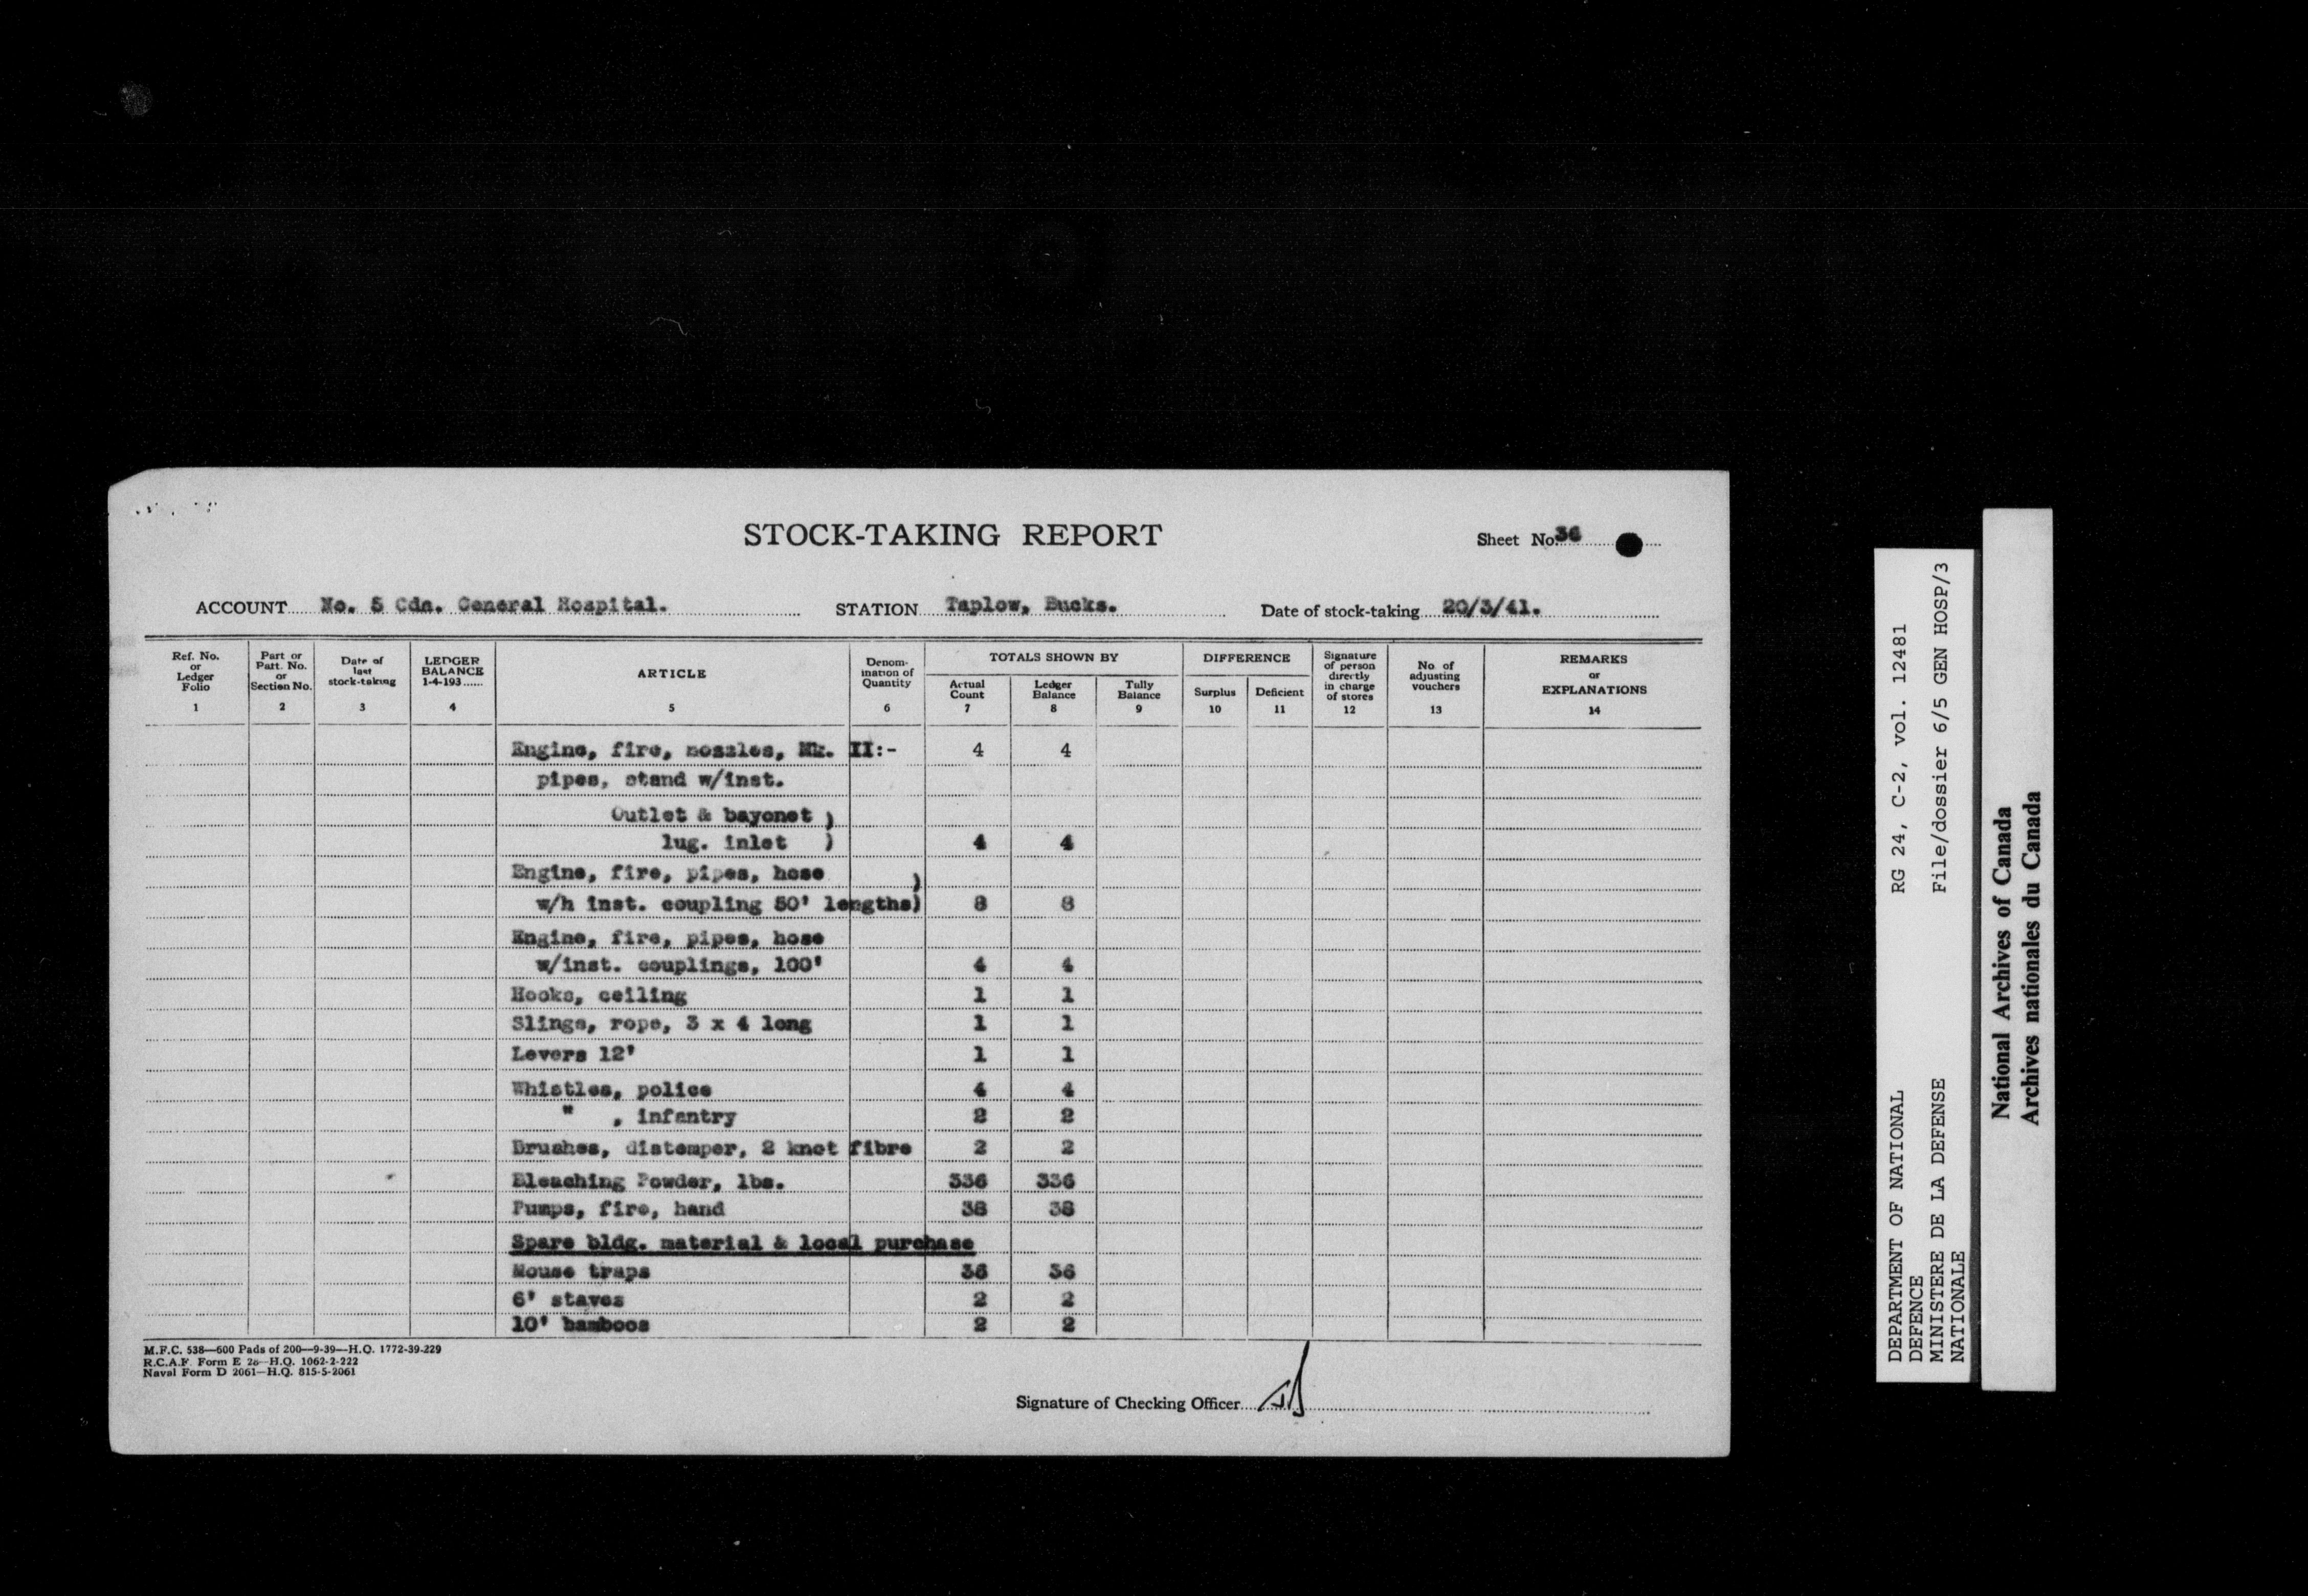 STOCK-TAKING REPORT
Sheet No. 36
ACCOUNT No. 5 Cdn. General Hospital. STATION Taplow, Bucks. Date of stock-taking 20/3/41.
Ref. No. or Ledger Folio 1
Part or Patt. No. or Section No. 2
Date of last stock-taking 3
LEDGER BALANCE 1-4-193...... 4
ARTICLE 5
Denomination of Quantity 6
TOTALS SHOWN BY
Actual Count 7
Ledger Balance 8
Tally Balance 9
DIFFERENCE
Surplus 10
Deficient 11
Signature of person directly in charge of stores 12
No. of adjusting vouchers 13
REMARKS or EXPLANATIONS 14
Engine, fire, nozzles, Mk. II:- 4 4
pipes, stand w/inst.
Outlet & bayonet )
lug. inlet ) 4 4
Engine, fire, pipes, hose )
w/h inst. coupling 50' lengths) 8 8
Engine, fire, pipes, hose
w/inst. couplings, 100' 4 4
Hooks, ceiling 1 1
Slings, rope, 3 x 4 long 1 1
Levers 12' 1 1
Whistles, police 4 4
" , infantry 2 2
Brushes, distemper, 2 knot fibre 2 2
Bleaching Powder, lbs. 336 336
Pumps, fire, hand 38 38
Spare bldg. material & local purchase
Mouse traps 36 36
6' staves 2 2
10' bamboos 2 2
M.F.C. 538—600 Pads of 200—9-39—H.Q. 1772-39-229
R.C.A.F. Form E 26—H.Q. 1062-2-222
Naval Form D 2061—H.Q. 815-5-2061
Signature of Checking Officer
DEPARTMENT OF NATIONAL RG 24, C-2, vol. 12481
DEFENCE
MINISTERE DE LA DEFENSE File/dossier 6/5 GEN HOSP/3
NATIONALE
National Archives of Canada
Archives nationales du Canada